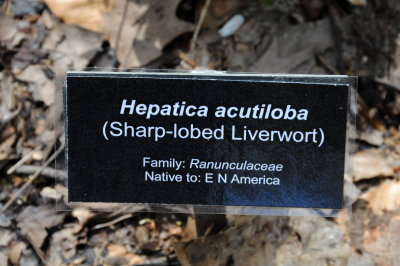 Hepatica acutiloba
(Sharp-lobed Liverwort)
Family: Ranunculaceae
Native to: E N America